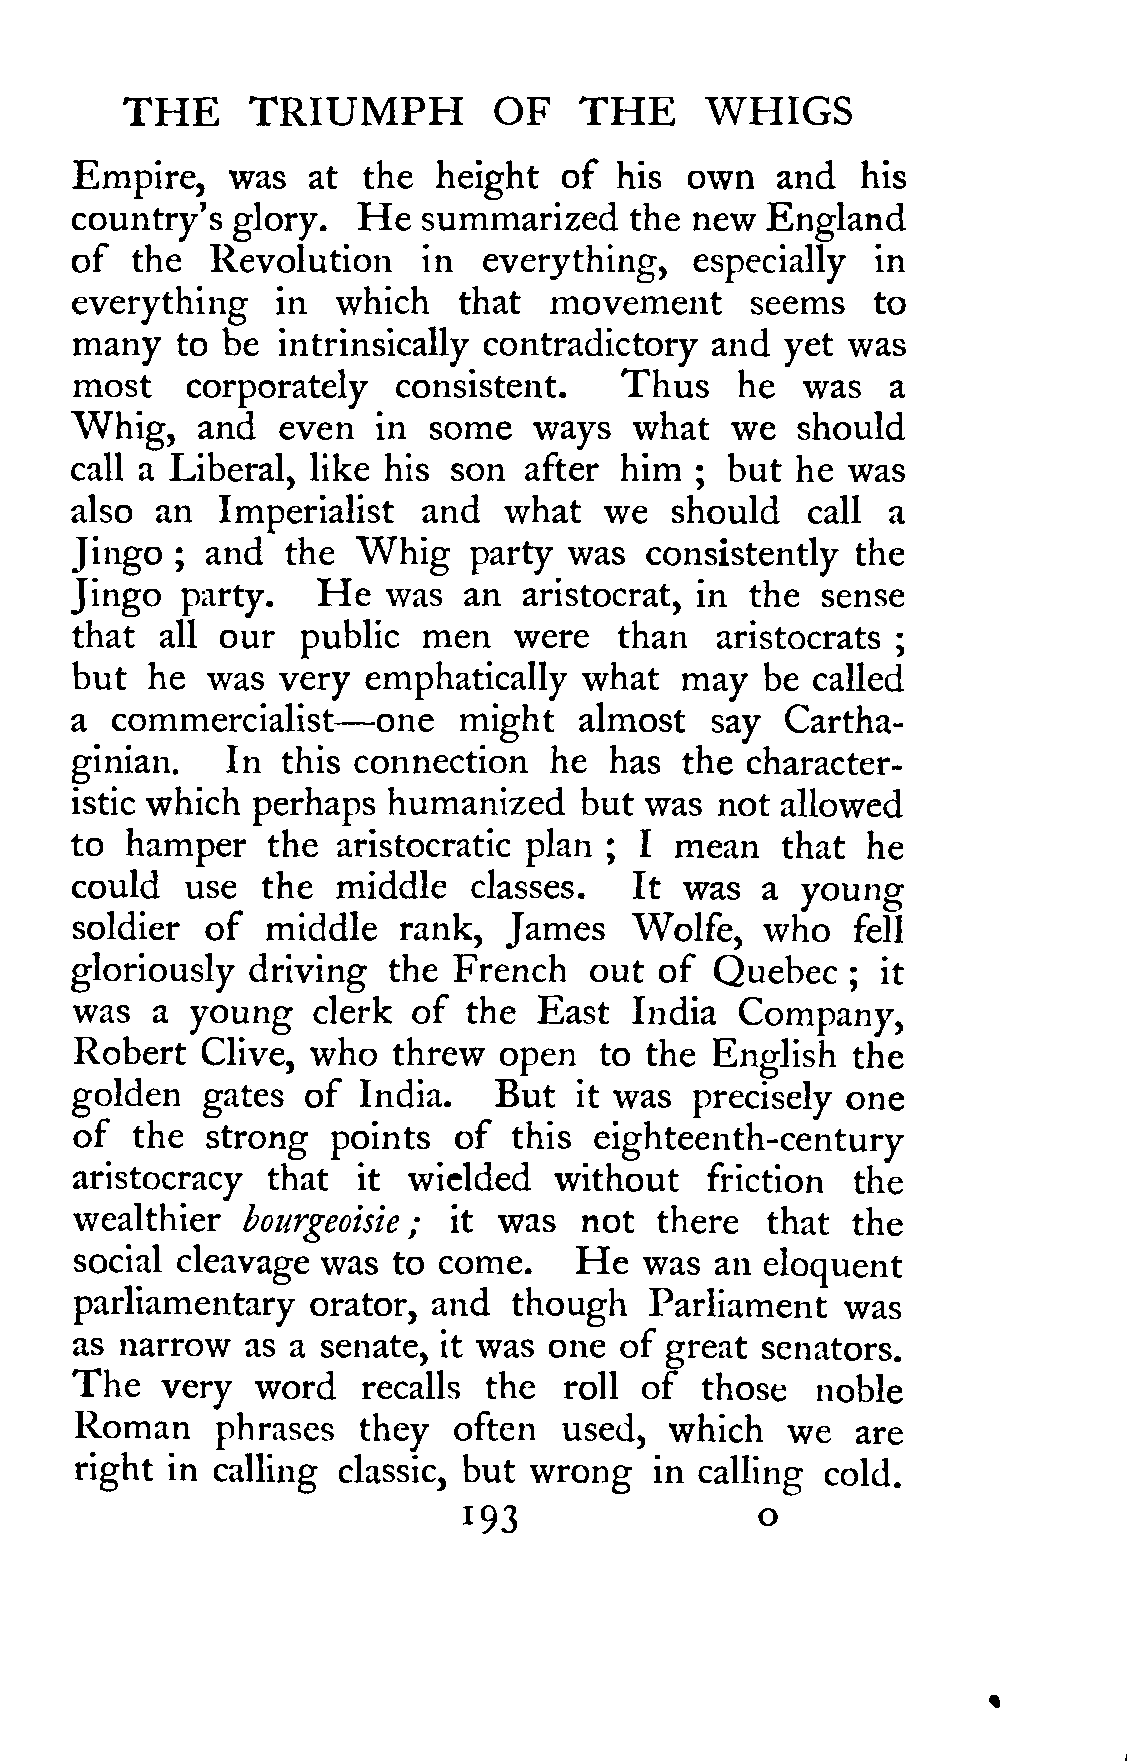 THE TRIUMPH OF THE WHIGS
Empire, was at the height of his own and his
country's glory. He summarized the new England
of the Revolution in everything, especially in
everything in which that movement seems to
many to be intrinsically contradictory and yet was
most corporately consistent. Thus he was a
Whig, and even in some ways what we should
call a Liberal, like his son after him ; but he was
also an Imperialist and what we should call a
Jingo ; and the Whig party was consistently the
Jingo party. He was an aristocrat, in the sense
that all our public men were than aristocrats ;
but he was very emphatically what may be called
a commercialist—one might almost say Cartha-
ginian. In this connection he has the character-
istic which perhaps humanized but was not allowed
to hamper the aristocratic plan ; I mean that he
could use the middle classes. It was a young
soldier of middle rank, James Wolfe, who fell
gloriously driving the French out of Quebec ; it
was a young clerk of the East India Company,
Robert Clive, who threw open to the English the
golden gates of India. But it was precisely one
of the strong points of this eighteenth-century
aristocracy that it wielded without friction the
wealthier bourgeoisie ; it was not there that the
social cleavage was to come. He was an eloquent
parliamentary orator, and though Parliament was
as narrow as a senate, it was one of great senators.
The very word recalls the roll of those noble
Roman phrases they often used, which we are
right in calling classic, but wrong in calling cold.
193 o